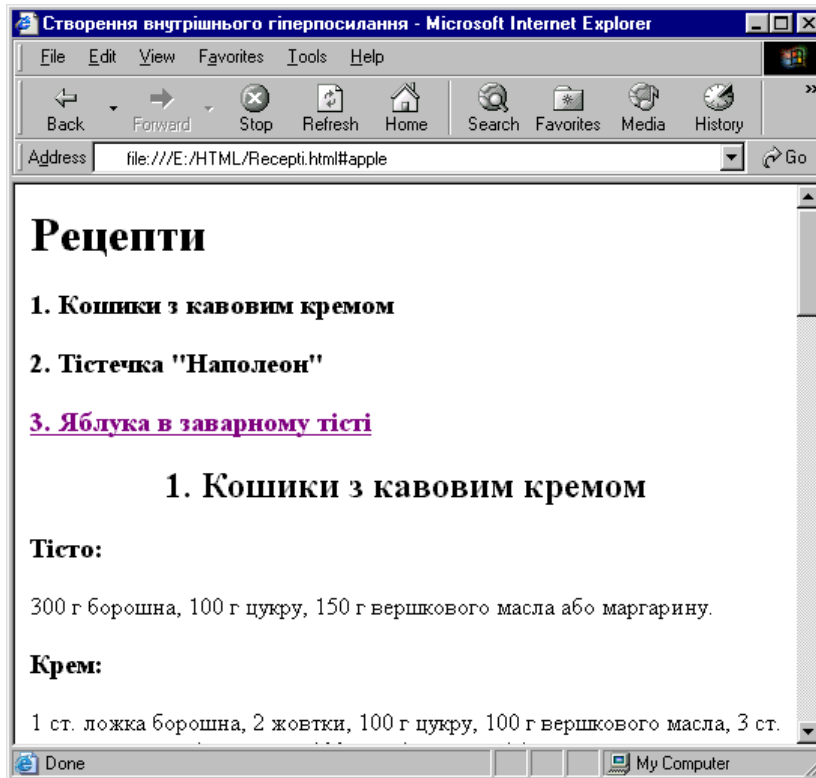 Створення внутрішнього гіперпосилання - Microsoft Internet Explorer
File Edit View Favorites Tools Help
Back Forward Stop Refresh Home Search Favorites Media History »
Address file:///E:/HTML/Recepti.html#apple Go
Рецепти
1. Кошики з кавовим кремом
2. Тістечка "Наполеон"
3. Яблука в заварному тісті
1. Кошики з кавовим кремом
Тісто:
300 г борошна, 100 г цукру, 150 г вершкового масла або маргарину.
Крем:
1 ст. ложка борошна, 2 жовтки, 100 г цукру, 100 г вершкового масла, 3 ст.
Done My Computer